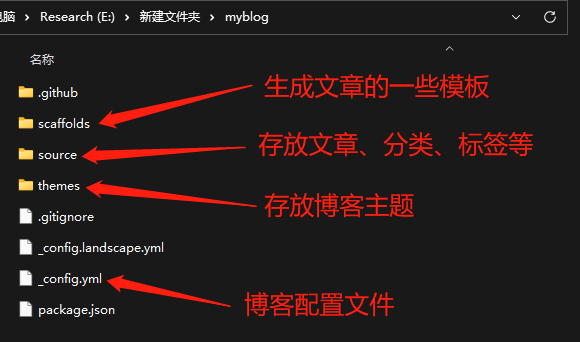 电脑 > Research (E:) > 新建文件夹 > myblog
名称
.github
生成文章的一些模板
scaffolds
存放文章、分类、标签等
source
themes
存放博客主题
.gitignore
_config.landscape.yml
_config.yml
博客配置文件
package.json